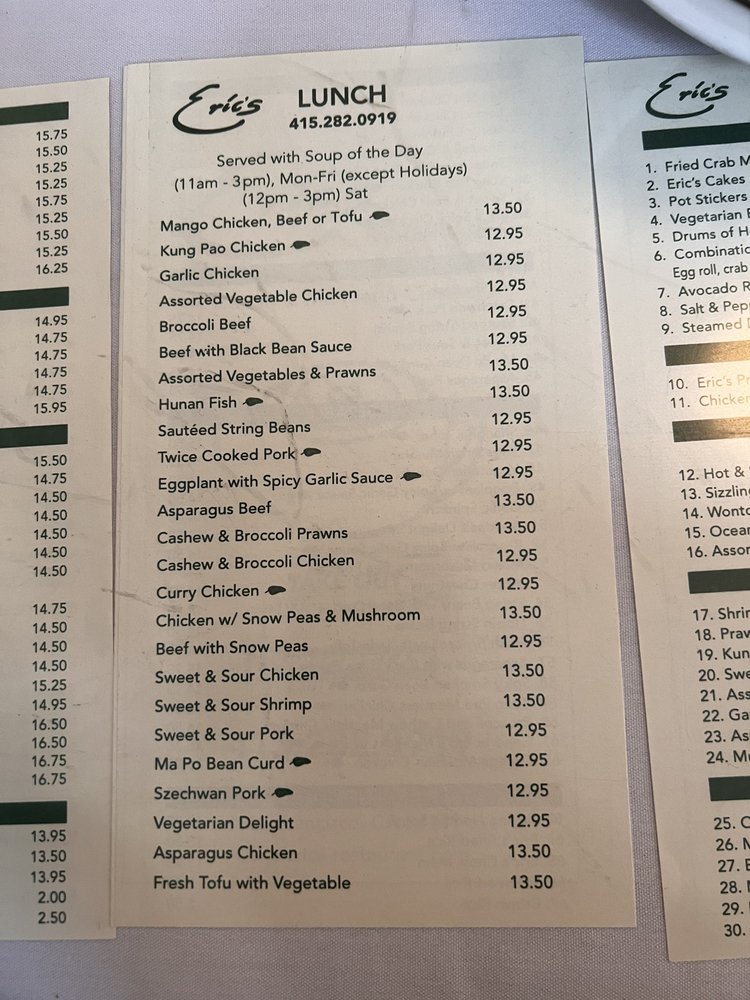 15.75
15.50
15.25
15.25
15.75
15.25
15.50
15.25
16.25
14.95
14.75
14.75
14.75
14.75
15.95
15.50
14.75
14.50
14.50
14.50
14.50
14.50
14.75
14.50
14.50
14.50
15.25
14.95
16.50
16.50
16.75
16.75
13.95
13.50
13.95
2.00
2.50
Eric's LUNCH
415.282.0919
Served with Soup of the Day
(11am - 3pm), Mon-Fri (except Holidays)
(12pm - 3pm) Sat
Mango Chicken, Beef or Tofu 13.50
Kung Pao Chicken 12.95
Garlic Chicken 12.95
Assorted Vegetable Chicken 12.95
Broccoli Beef 12.95
Beef with Black Bean Sauce 12.95
Assorted Vegetables & Prawns 13.50
Hunan Fish 13.50
Sautéed String Beans 12.95
Twice Cooked Pork 12.95
Eggplant with Spicy Garlic Sauce 12.95
Asparagus Beef 13.50
Cashew & Broccoli Prawns 13.50
Cashew & Broccoli Chicken 12.95
Curry Chicken 12.95
Chicken w/ Snow Peas & Mushroom 13.50
Beef with Snow Peas 12.95
Sweet & Sour Chicken 13.50
Sweet & Sour Shrimp 13.50
Sweet & Sour Pork 12.95
Ma Po Bean Curd 12.95
Szechwan Pork 12.95
Vegetarian Delight 12.95
Asparagus Chicken 13.50
Fresh Tofu with Vegetable 13.50
Eric's
1. Fried Crab M
2. Eric's Cakes
3. Pot Stickers
4. Vegetarian
5. Drums of H
6. Combinatio
Egg roll, crab
7. Avocado R
8. Salt & Pep
9. Steamed
10. Eric's Pr
11. Chicken
12. Hot &
13. Sizzling
14. Wonto
15. Ocean
16. Assor
17. Shrim
18. Praw
19. Kun
20. Swe
21. Ass
22. Ga
23. As
24. Mu
25. C
26. M
27.
28.
29.
30.